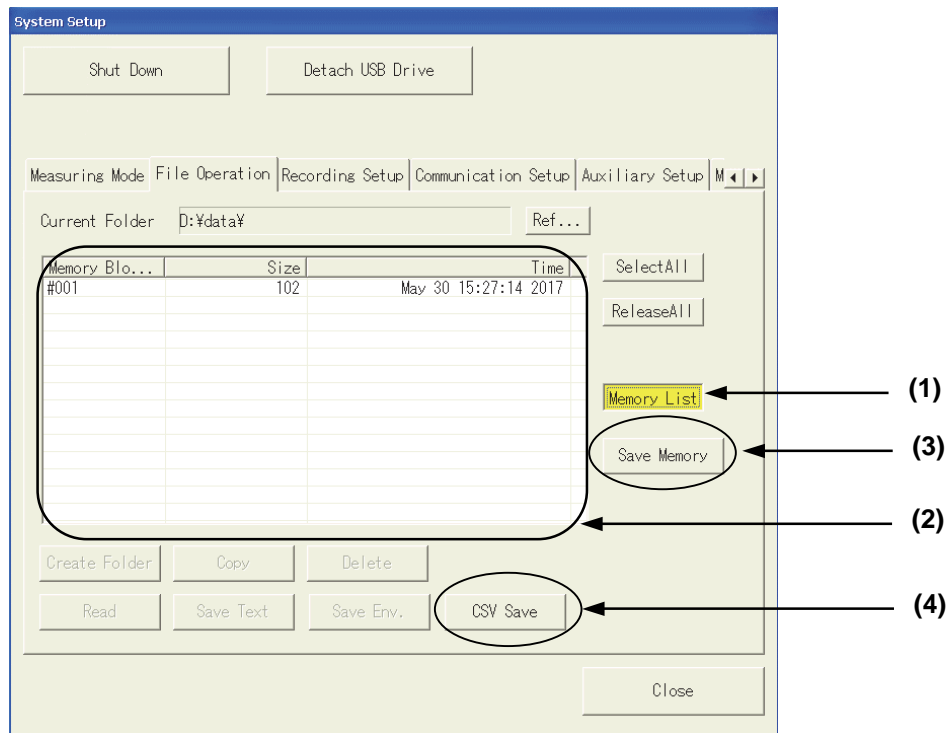 System Setup
Shut Down Detach USB Drive
Measuring Mode File Operation Recording Setup Communication Setup Auxiliary Setup M
Current Folder D:¥data¥ Ref...
Memory Blo... Size Time SelectAll
#001 102 May 30 15:27:14 2017
ReleaseAll
Memory List (1)
Save Memory (3)
(2)
Create Folder Copy Delete
Read Save Text Save Env. CSV Save (4)
Close